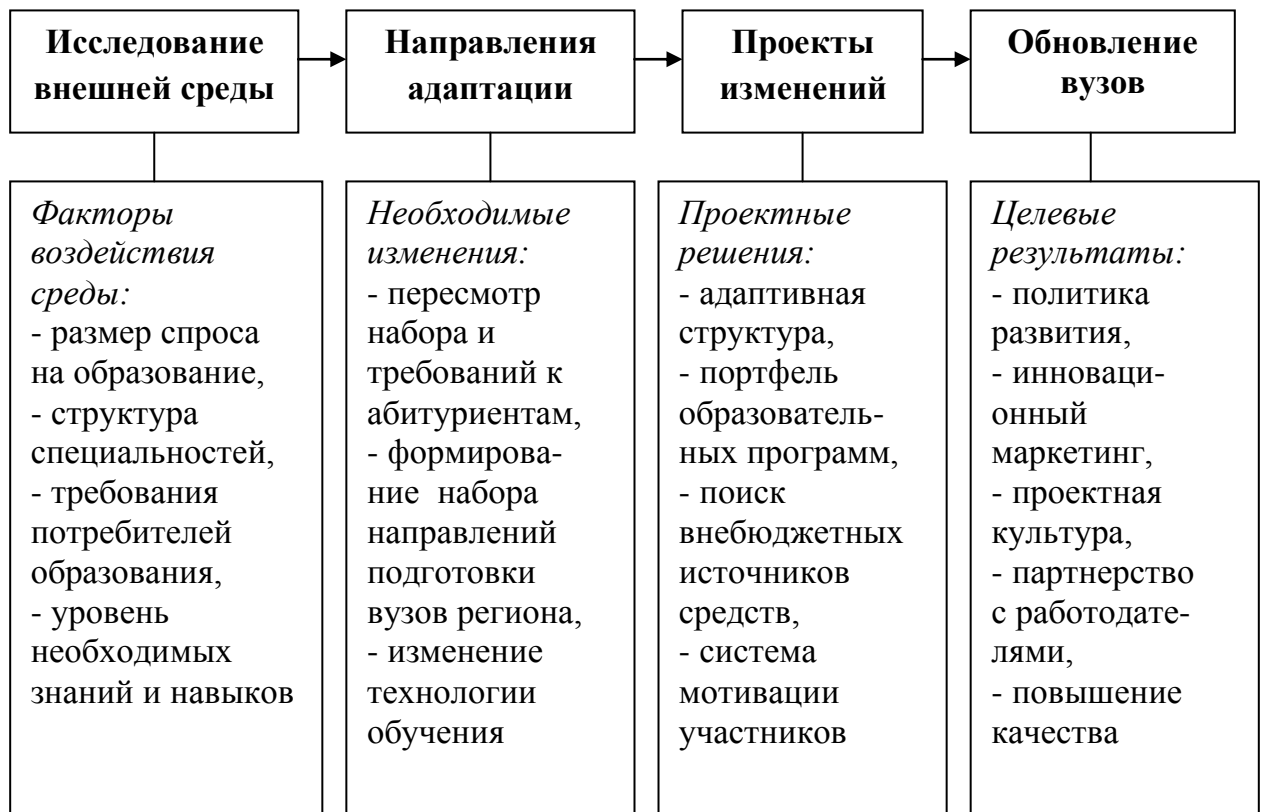 Исследование
внешней среды
Направления
адаптации
Проекты
изменений
Обновление
вузов
Факторы
воздействия
среды:
- размер спроса
на образование,
- структура
специальностей,
- требования
потребителей
образования,
- уровень
необходимых
знаний и навыков
Необходимые
изменения:
- пересмотр
набора и
требований к
абитуриентам,
- формирова-
ние набора
направлений
подготовки
вузов региона,
- изменение
технологии
обучения
Проектные
решения:
- адаптивная
структура,
- портфель
образователь-
ных программ,
- поиск
внебюджетных
источников
средств,
- система
мотивации
участников
Целевые
результаты:
- политика
развития,
- инноваци-
онный
маркетинг,
- проектная
культура,
- партнерство
с работодате-
лями,
- повышение
качества